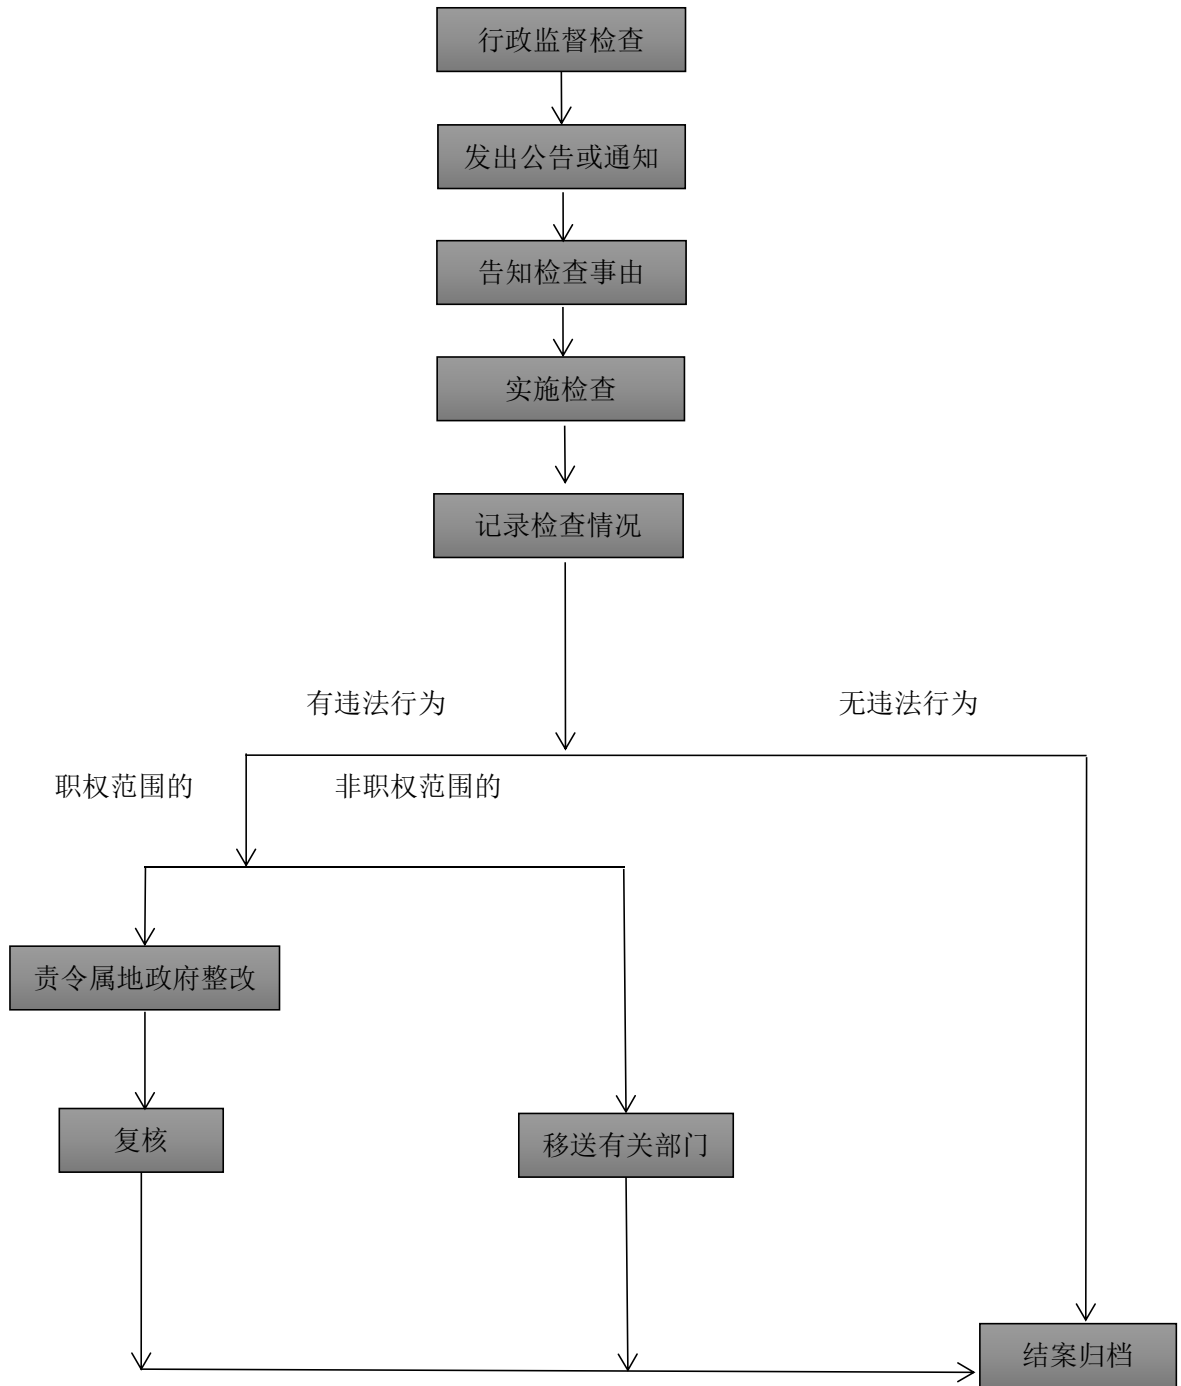 行政监督检查
发出公告或通知
告知检查事由
实施检查
记录检查情况
有违法行为
无违法行为
职权范围的
非职权范围的
责令属地政府整改
复核
移送有关部门
结案归档